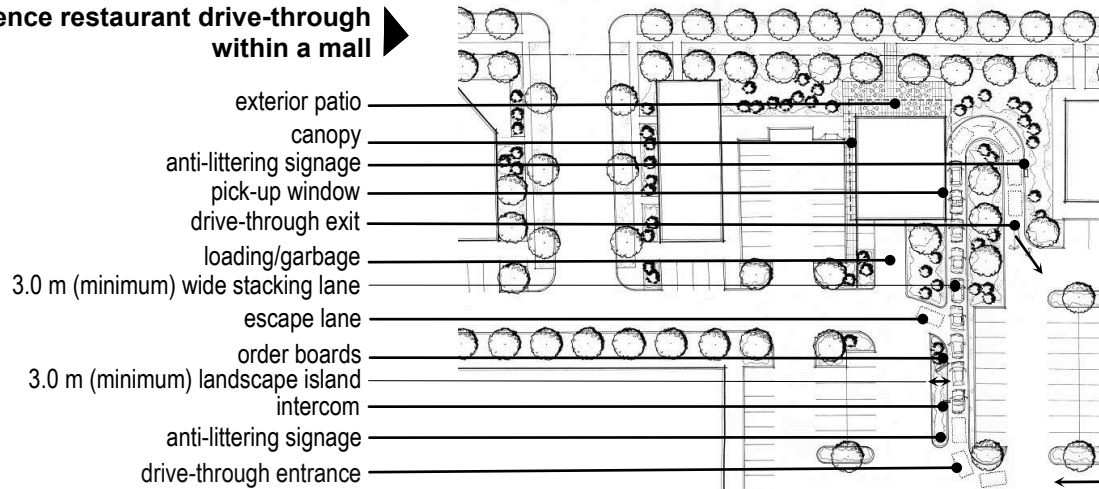 ence restaurant drive-through
within a mall
exterior patio
canopy
anti-littering signage
pick-up window
drive-through exit
loading/garbage
3.0 m (minimum) wide stacking lane
escape lane
order boards
3.0 m (minimum) landscape island
intercom
anti-littering signage
drive-through entrance